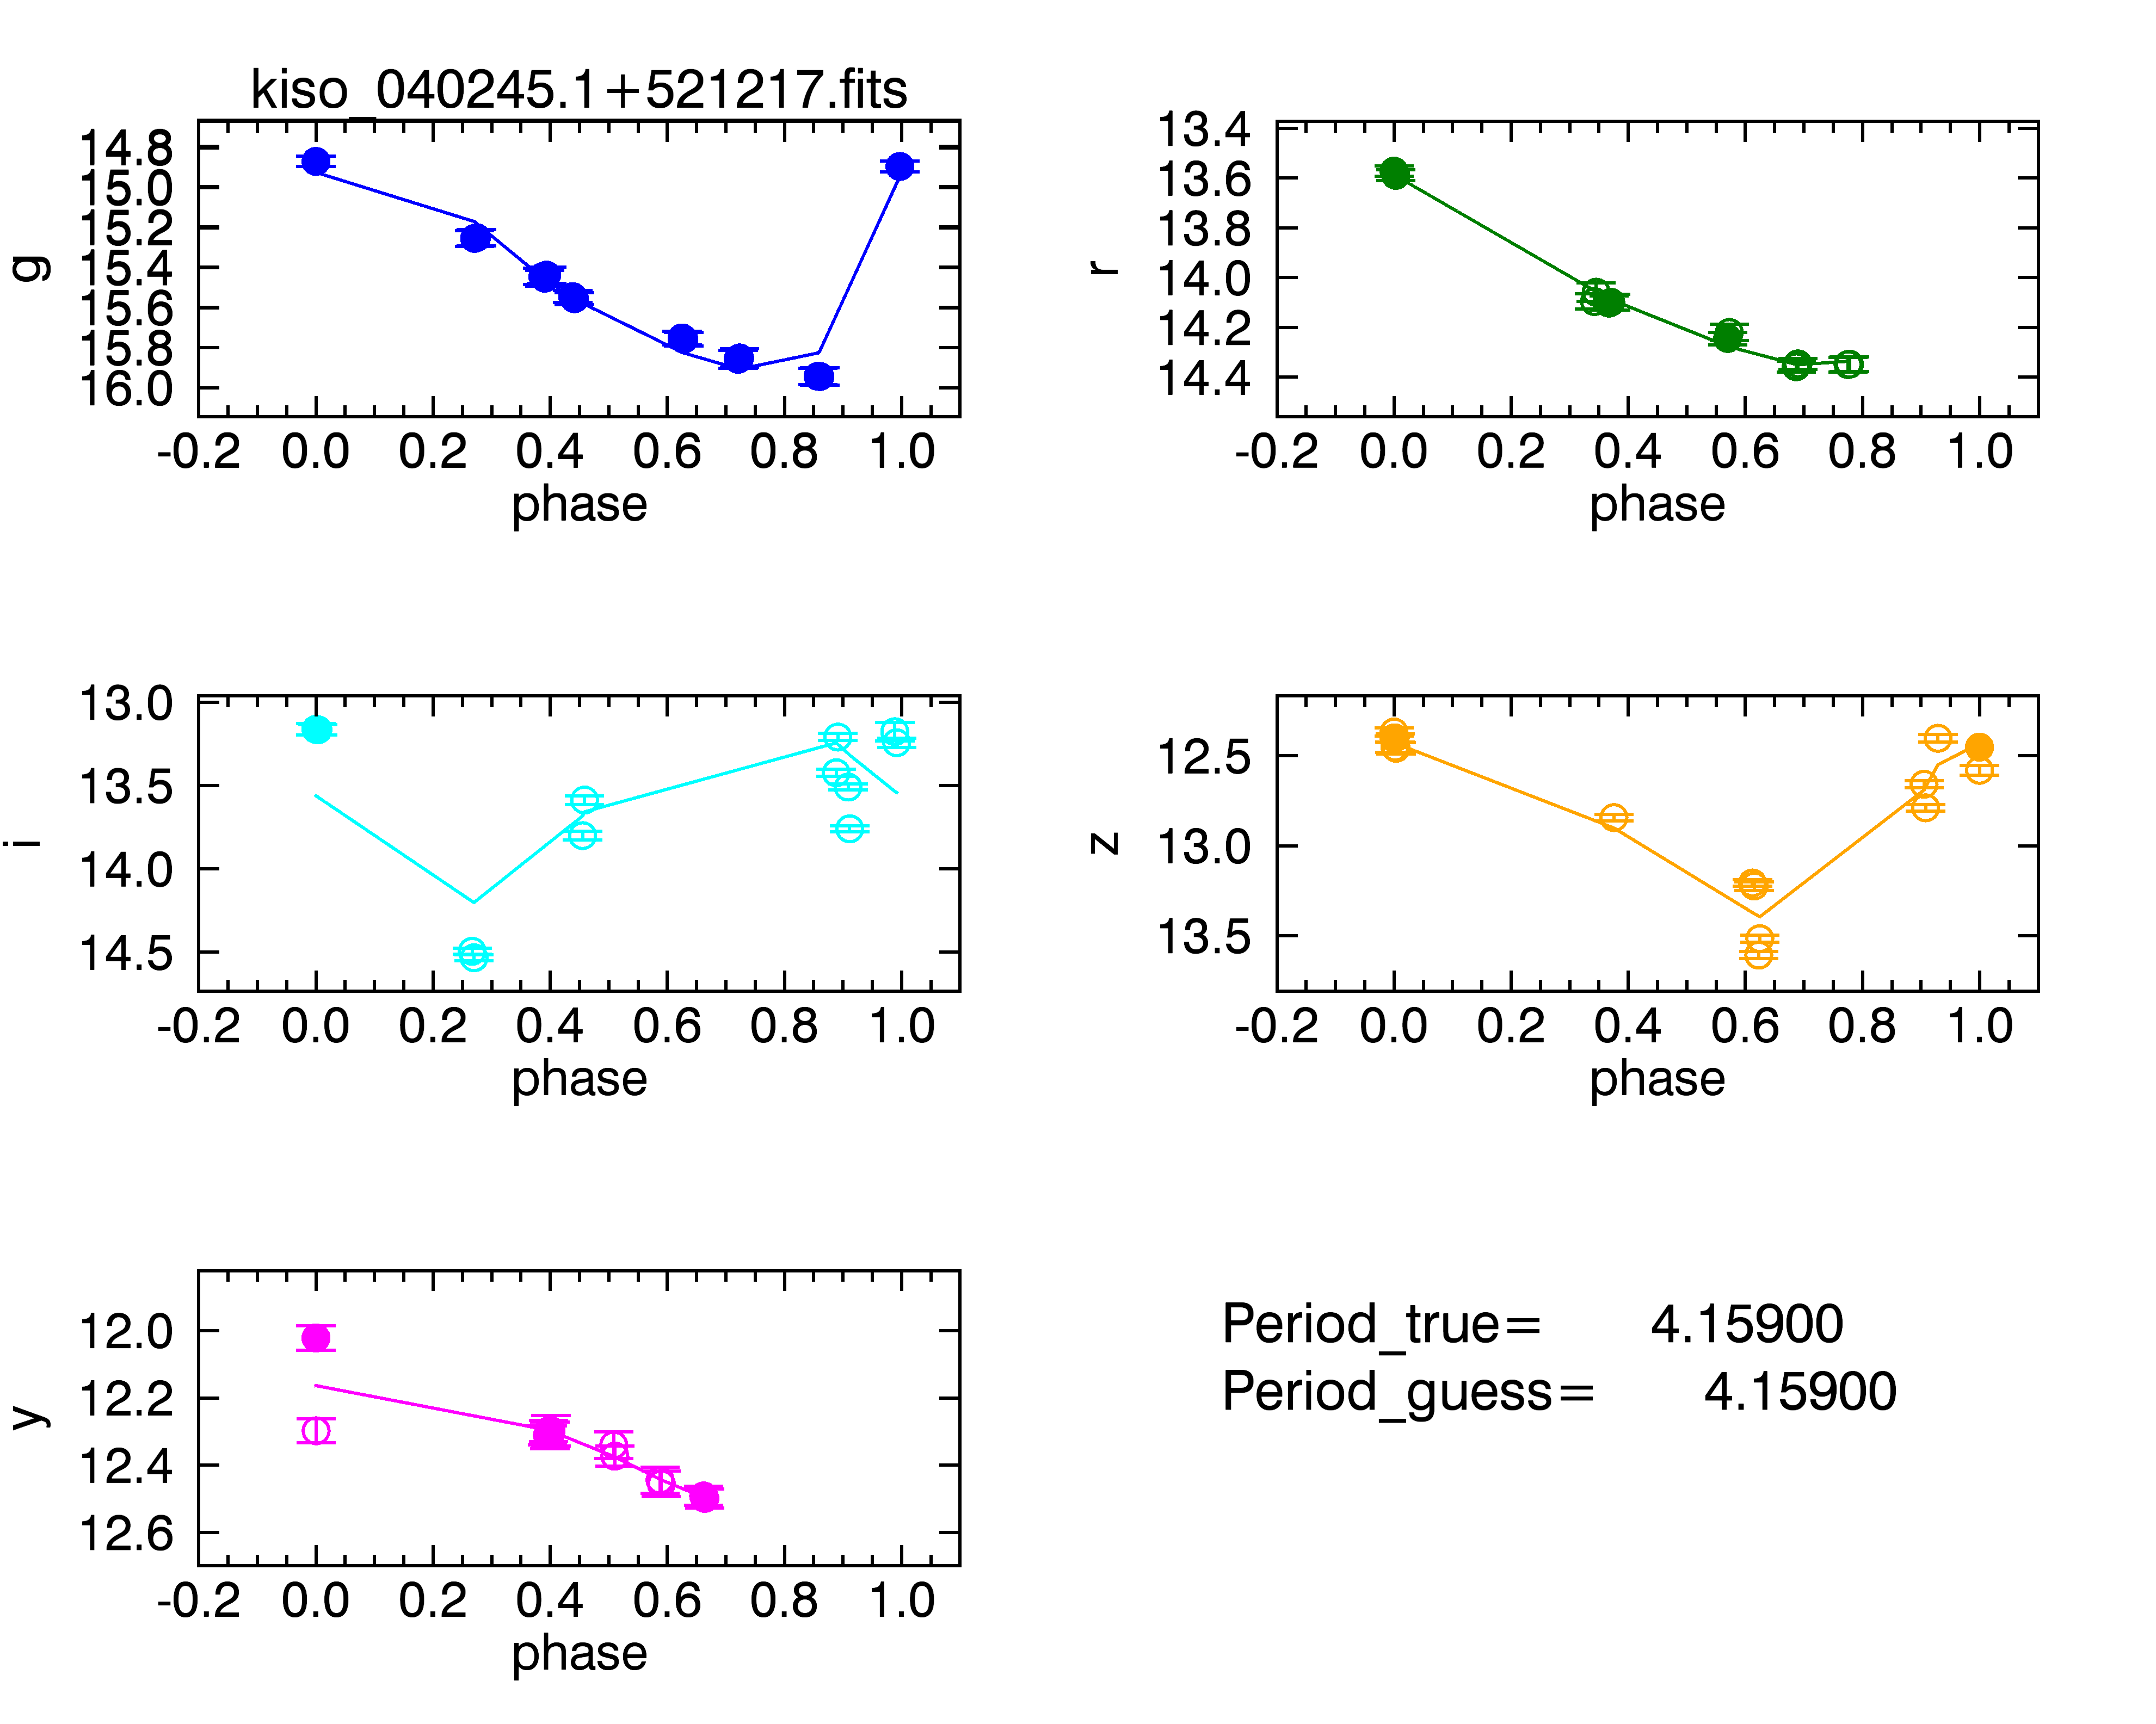 kiso_040245.1+521217.fits
g
14.8
15.0
15.2
15.4
15.6
15.8
16.0
-0.2 0.0 0.2 0.4 0.6 0.8 1.0
phase
r
13.4
13.6
13.8
14.0
14.2
14.4
-0.2 0.0 0.2 0.4 0.6 0.8 1.0
phase
i
13.0
13.5
14.0
14.5
-0.2 0.0 0.2 0.4 0.6 0.8 1.0
phase
z
12.5
13.0
13.5
-0.2 0.0 0.2 0.4 0.6 0.8 1.0
phase
y
12.0
12.2
12.4
12.6
-0.2 0.0 0.2 0.4 0.6 0.8 1.0
phase
Period_true= 4.15900
Period_guess= 4.15900